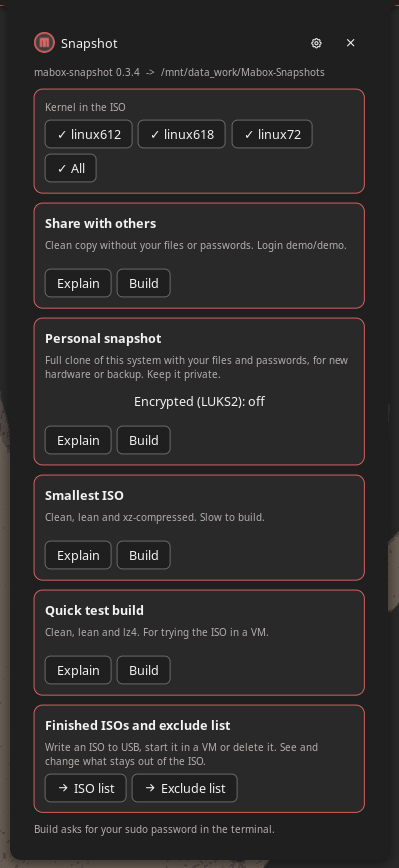 Snapshot
mabox-snapshot 0.3.4 -> /mnt/data_work/Mabox-Snapshots
Kernel in the ISO
✓ linux612 ✓ linux618 ✓ linux72
✓ All
Share with others
Clean copy without your files or passwords. Login demo/demo.
Explain Build
Personal snapshot
Full clone of this system with your files and passwords, for new
hardware or backup. Keep it private.
Encrypted (LUKS2): off
Explain Build
Smallest ISO
Clean, lean and xz-compressed. Slow to build.
Explain Build
Quick test build
Clean, lean and lz4. For trying the ISO in a VM.
Explain Build
Finished ISOs and exclude list
Write an ISO to USB, start it in a VM or delete it. See and
change what stays out of the ISO.
→ ISO list → Exclude list
Build asks for your sudo password in the terminal.